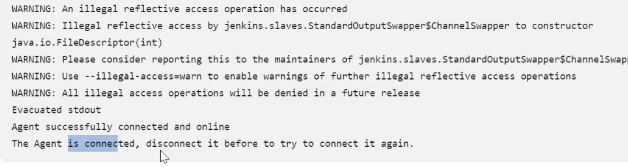 WARNING: An illegal reflective access operation has occurred
WARNING: Illegal reflective access by jenkins.slaves.StandardOutputSwapper$ChannelSwapper to constructor
java.io.FileDescriptor(int)
WARNING: Please consider reporting this to the maintainers of jenkins.slaves.StandardOutputSwapper$ChannelSwap
WARNING: Use --illegal-access=warn to enable warnings of further illegal reflective access operations
WARNING: All illegal access operations will be denied in a future release
Evacuated stdout
Agent successfully connected and online
The Agent is connected, disconnect it before to try to connect it again.